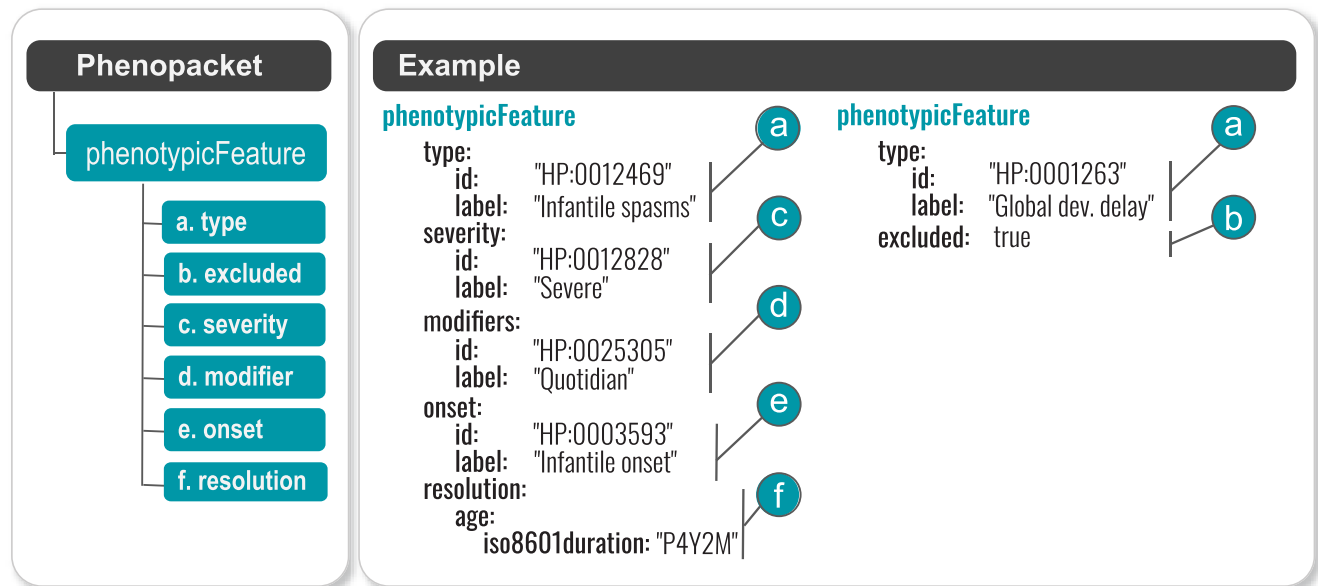 Phenopacket
phenotypicFeature
a. type
b. excluded
c. severity
d. modifier
e. onset
f. resolution
Example
phenotypicFeature
type:
id: "HP:0012469"
label: "Infantile spasms"
a
severity:
id: "HP:0012828"
label: "Severe"
c
modifiers:
id: "HP:0025305"
label: "Quotidian"
d
onset:
id: "HP:0003593"
label: "Infantile onset"
e
resolution:
age:
iso8601duration: "P4Y2M"
f
phenotypicFeature
type:
id: "HP:0001263"
label: "Global dev. delay"
a
excluded: true
b